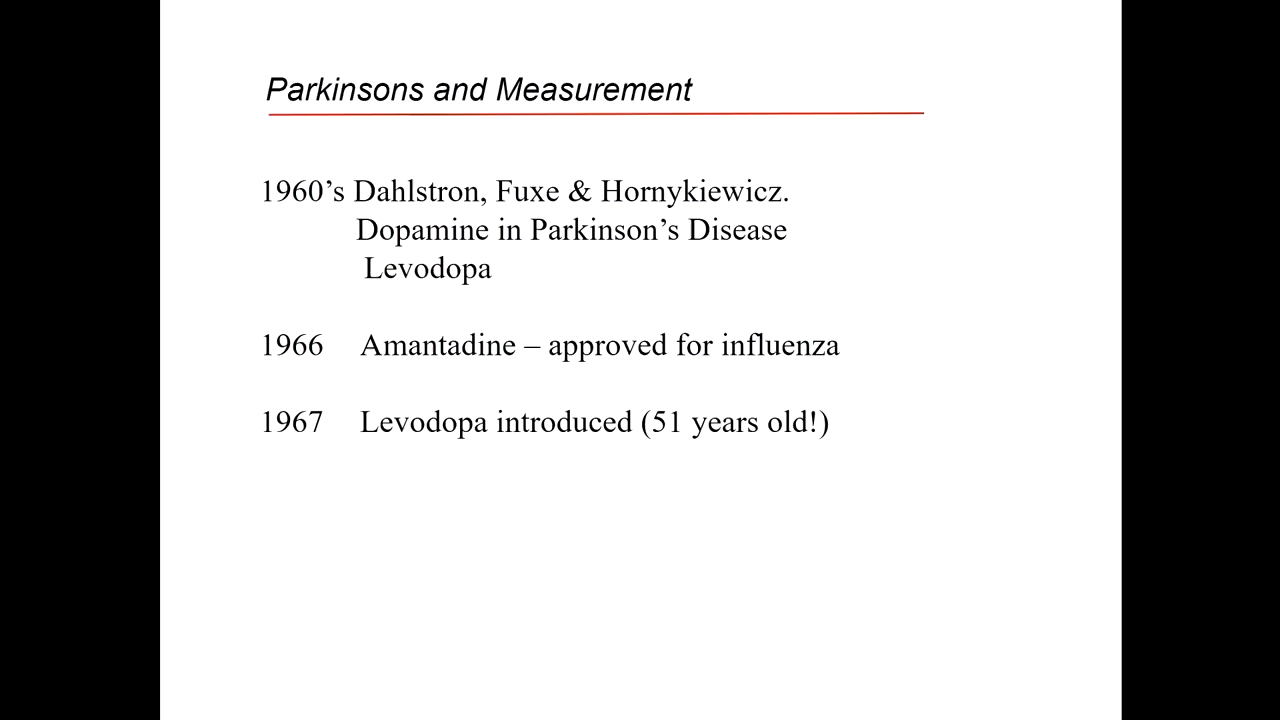 Parkinsons and Measurement
1960’s Dahlstron, Fuxe & Hornykiewicz.
Dopamine in Parkinson’s Disease
Levodopa
1966 Amantadine – approved for influenza
1967 Levodopa introduced (51 years old!)